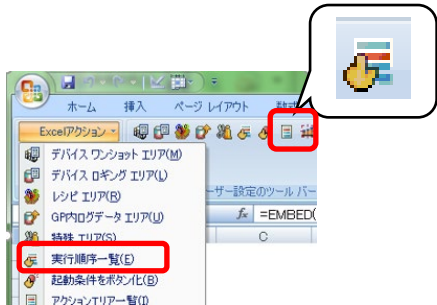 ホーム 挿入 ページ レイアウト 数式
Excelアクション
デバイス ワンショット エリア(M)
デバイス ロギング エリア(L)
レシピ エリア(R)
ーザー設定のツール バー
GP内ログデータ エリア(U)
fx =EMBED(
特殊 エリア(S)
C
実行順序一覧(E)
起動条件をボタン化(B)
アクションエリア一覧(I)